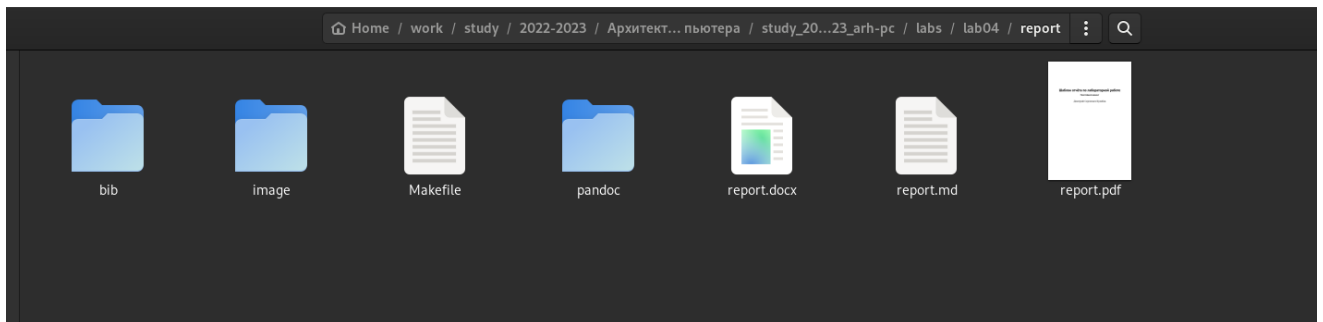 Home / work / study / 2022-2023 / Архитект... пьютера / study_20...23_arh-pc / labs / lab04 / report
bib image Makefile pandoc report.docx report.md report.pdf